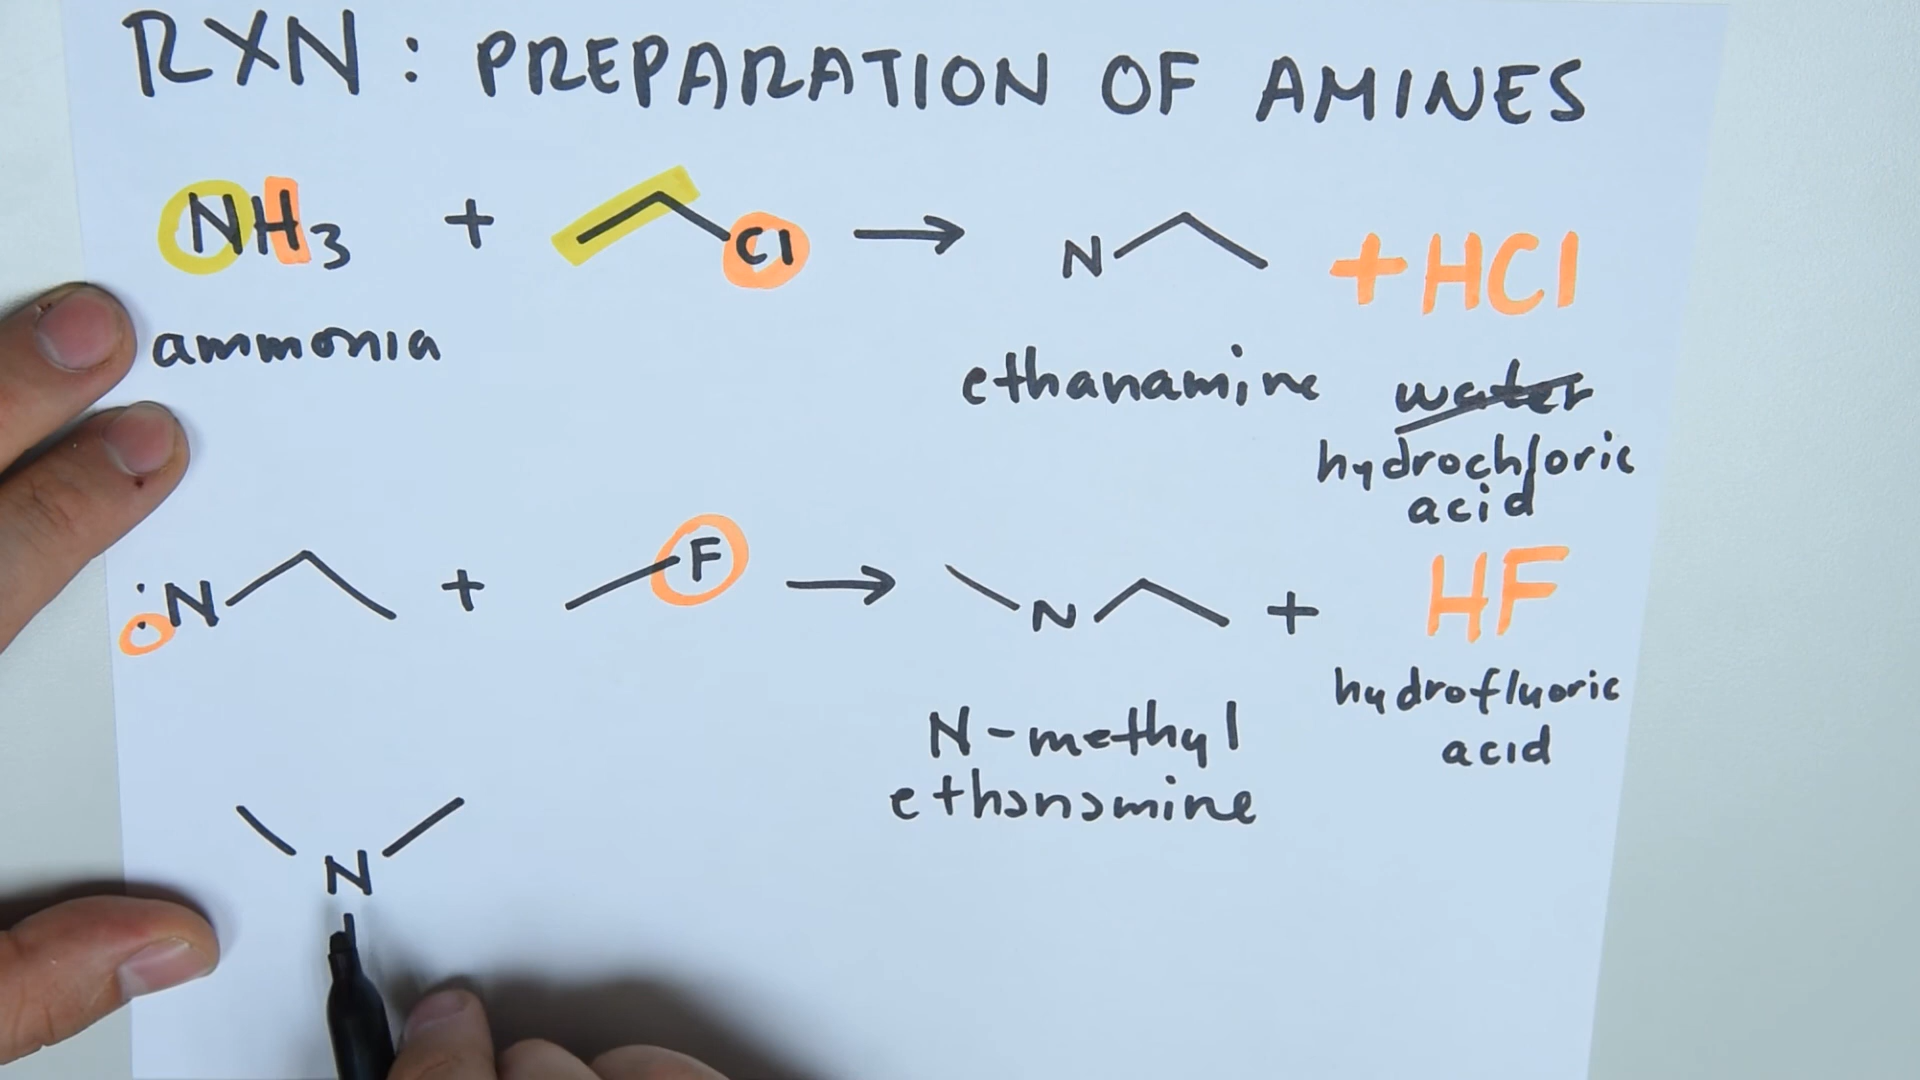 RXN: PREPARATION OF AMINES
NH3 + Cl → N + HCl
ammonia
ethanamine
water
hydrochloric
acid
:N + F → N + HF
hydrofluoric
acid
N-methyl
ethanamine
N